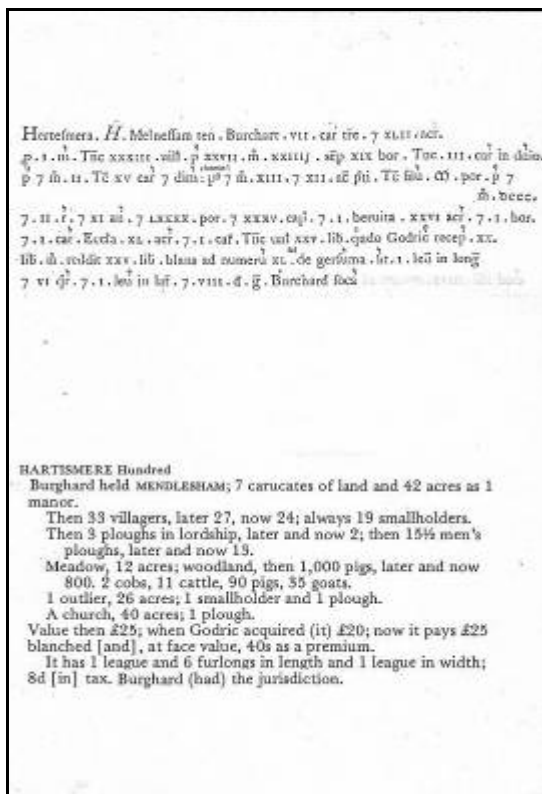 Hertesmera. H. Melnessam ten. Burchart. VII. car tre. 7 XLII. acr.
p. I. m. Tnc XXXIII. uill. p XXVII. m. XXIIIJ. sep XIX bor. Tnc. III. car in dnio.
p 7 m. II. Tc XV car 7 dim. 7 m. XIII. 7 XII. ac pti. Tc silu. M. por. p 7
m. DCCC.
7. II. r. 7 XI an. 7 LXXXX. por. 7 XXXV. cap. 7. I. beruita. XXVI acr. 7. I. bor.
7. I. car. Eccla. XL. acr. 7. I. car. Tnc ual XXV. lib. qado Godric recep. XX.
lib. m. reddit XXV. lib. blanc ad numeru XL. de gersuma. I. leu in long
7 VI qr. 7. I. leu in lat. 7. VIII. d. g. Burchard soca
HARTISMERE Hundred
Burghard held MENDLESHAM; 7 carucates of land and 42 acres as 1
manor.
Then 33 villagers, later 27, now 24; always 19 smallholders.
Then 3 ploughs in lordship, later and now 2; then 15½ men's
ploughs, later and now 13.
Meadow, 12 acres; woodland, then 1,000 pigs, later and now
800. 2 cobs, 11 cattle, 90 pigs, 35 goats.
1 outlier, 26 acres; 1 smallholder and 1 plough.
A church, 40 acres; 1 plough.
Value then £25; when Godric acquired (it) £20; now it pays £25
blanched [and], at face value, 40s as a premium.
It has 1 league and 6 furlongs in length and 1 league in width;
8d [in] tax. Burghard (had) the jurisdiction.